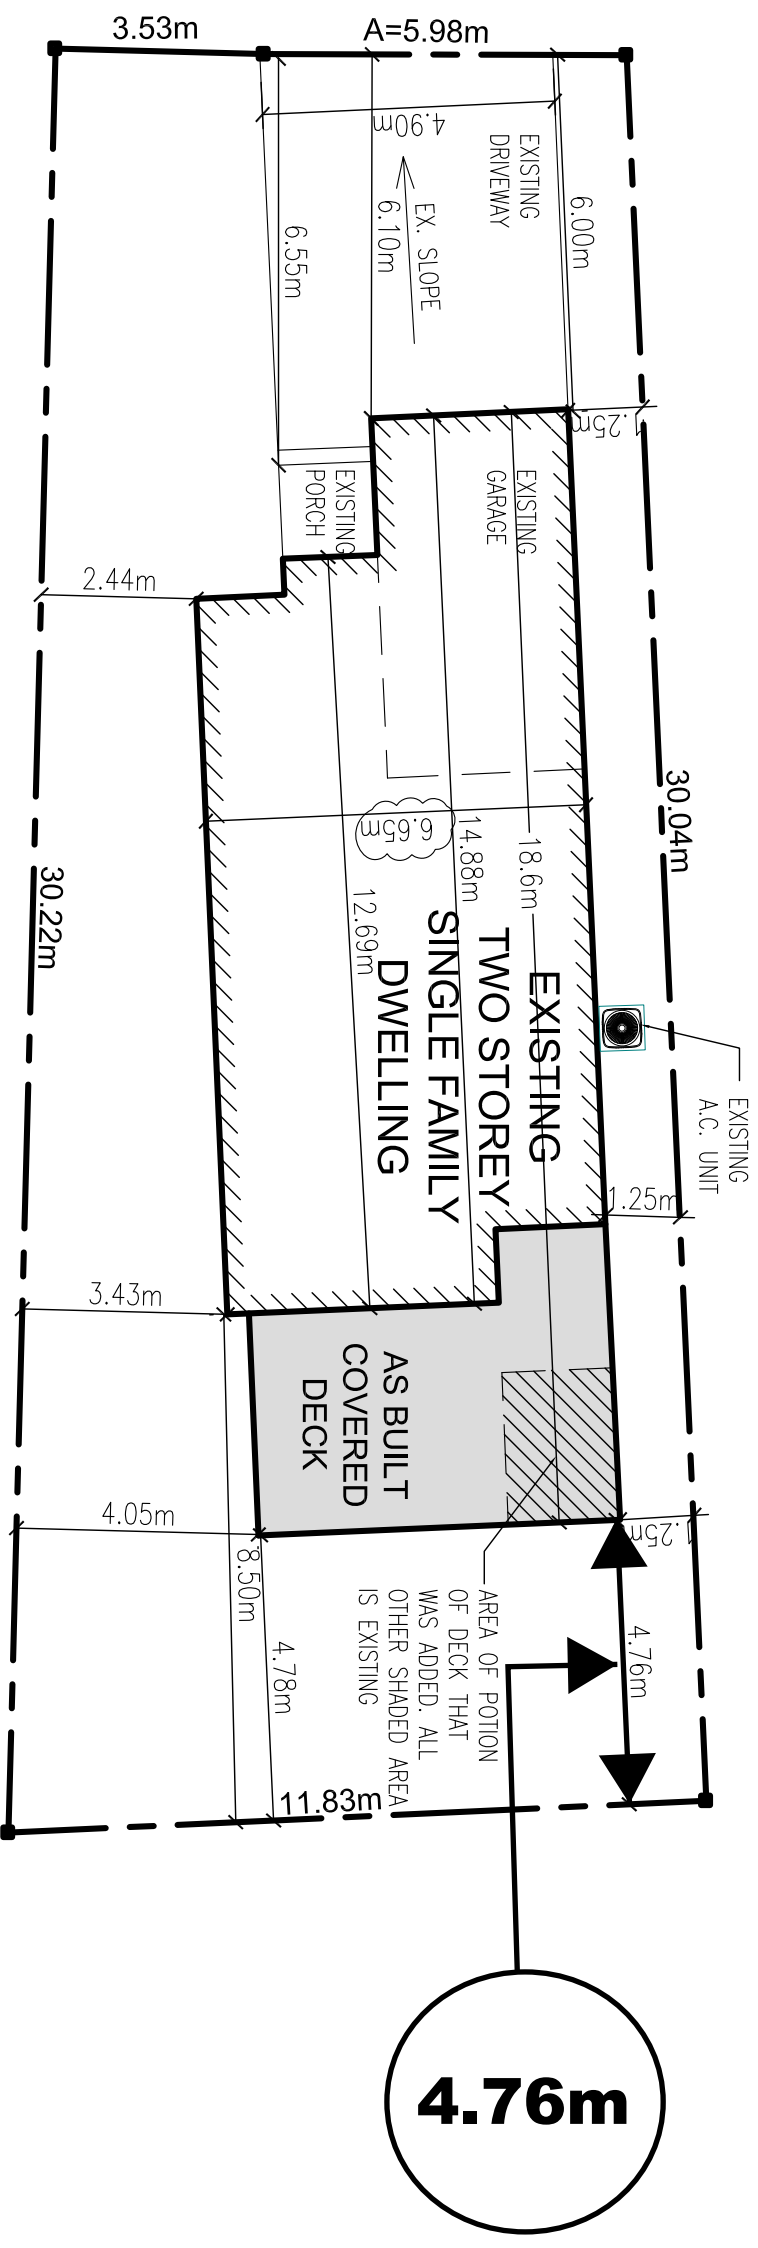 3.53m
A=5.98m
4.90m
EXISTING
DRIVEWAY
EX. SLOPE
6.00m
6.10m
6.55m
1.25m
EXISTING
GARAGE
EXISTING
PORCH
2.44m
30.04m
6.65m
14.88m
18.6m
12.69m
30.22m
EXISTING
TWO STOREY
SINGLE FAMILY
DWELLING
EXISTING
A.C. UNIT
1.25m
3.43m
AS BUILT
COVERED
DECK
4.05m
1.25m
8.50m
4.78m
AREA OF POTION
OF DECK THAT
WAS ADDED. ALL
OTHER SHADED AREA
IS EXISTING
4.76m
11.83m
4.76m